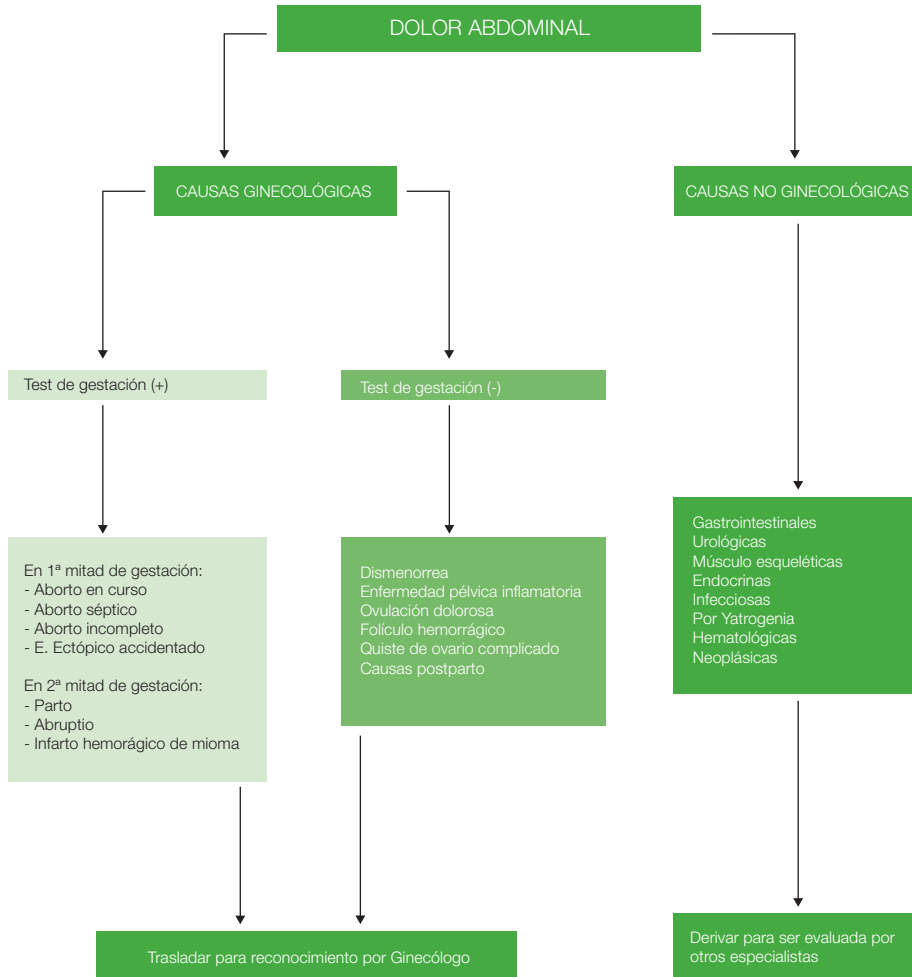 DOLOR ABDOMINAL
CAUSAS GINECOLÓGICAS
CAUSAS NO GINECOLÓGICAS
Test de gestación (+)
Test de gestación (-)
En 1ª mitad de gestación:
- Aborto en curso
- Aborto séptico
- Aborto incompleto
- E. Ectópico accidentado
En 2ª mitad de gestación:
- Parto
- Abruptio
- Infarto hemorágico de mioma
Dismenorrea
Enfermedad pélvica inflamatoria
Ovulación dolorosa
Folículo hemorrágico
Quiste de ovario complicado
Causas postparto
Gastrointestinales
Urológicas
Músculo esqueléticas
Endocrinas
Infecciosas
Por Yatrogenia
Hematológicas
Neoplásicas
Trasladar para reconocimiento por Ginecólogo
Derivar para ser evaluada por
otros especialistas